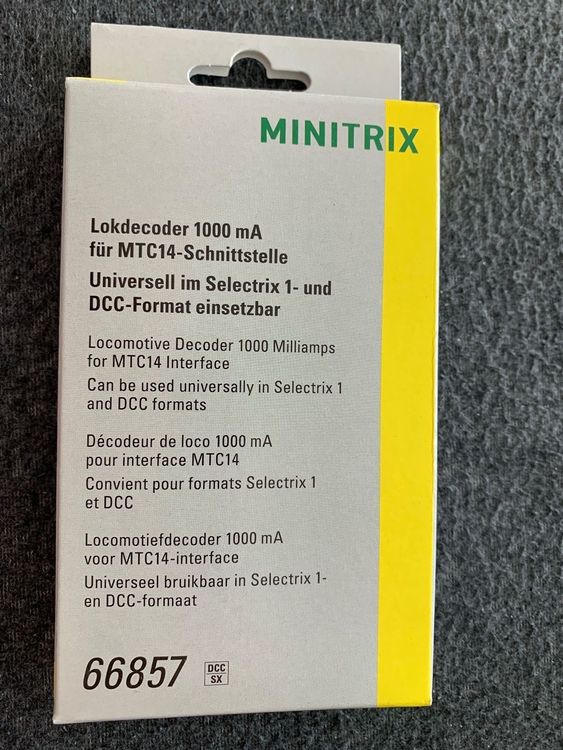 MINITRIX
Lokdecoder 1000 mA
für MTC14-Schnittstelle
Universell im Selectrix 1- und
DCC-Format einsetzbar
Locomotive Decoder 1000 Milliamps
for MTC14 Interface
Can be used universally in Selectrix 1
and DCC formats
Décodeur de loco 1000 mA
pour interface MTC14
Convient pour formats Selectrix 1
et DCC
Locomotiefdecoder 1000 mA
voor MTC14-interface
Universeel bruikbaar in Selectrix 1-
en DCC-formaat
66857 DCC
SX